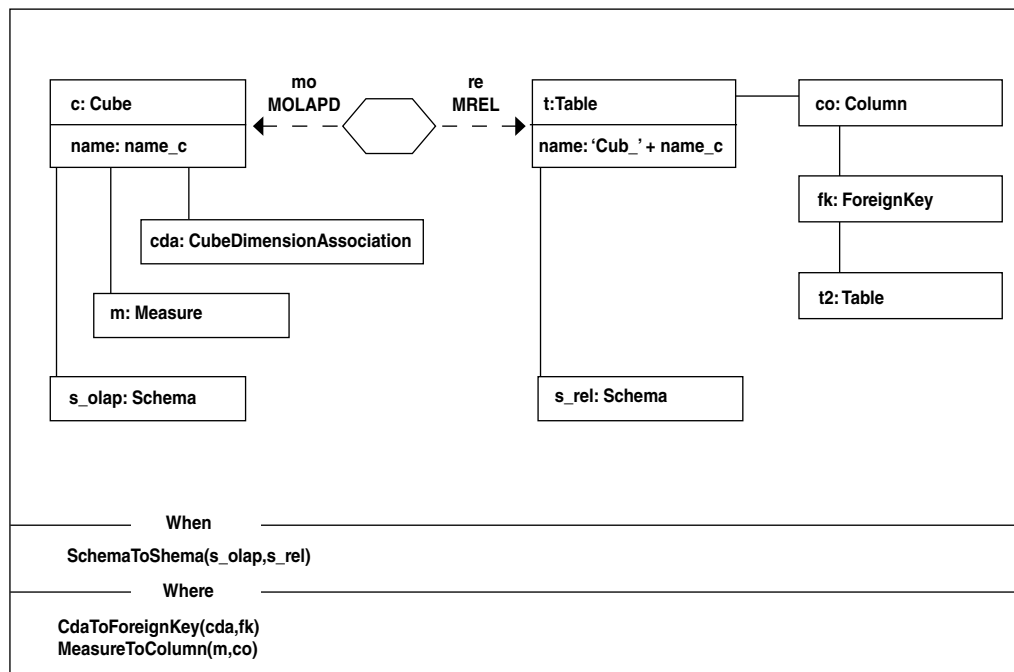 mo
MOLAPD
re
MREL
c: Cube
name: name_c
t:Table
name: ‘Cub_’ + name_c
co: Column
fk: ForeignKey
t2: Table
cda: CubeDimensionAssociation
m: Measure
s_olap: Schema
s_rel: Schema
When
SchemaToShema(s_olap,s_rel)
Where
CdaToForeignKey(cda,fk)
MeasureToColumn(m,co)